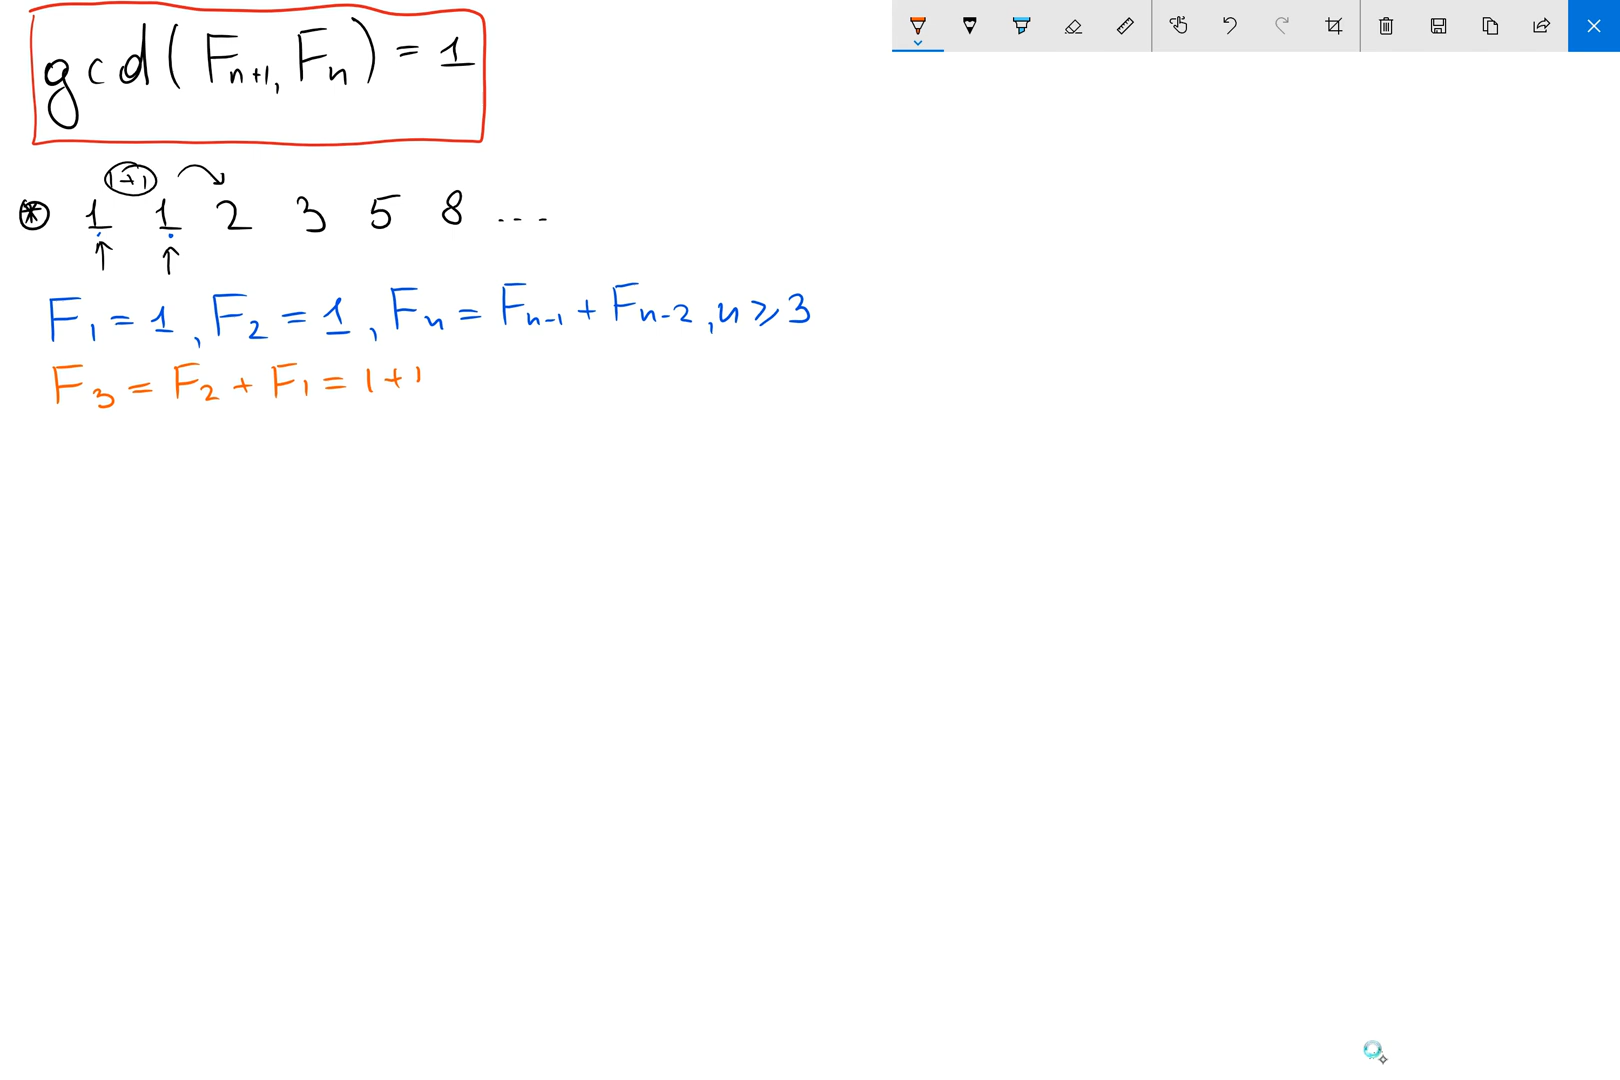 gcd(Fₙ₊₁, Fₙ) = 1
1+1
⊛ 1 1 2 3 5 8 ...
F₁ = 1, F₂ = 1, Fₙ = Fₙ₋₁ + Fₙ₋₂, n ≥ 3
F₃ = F₂ + F₁ = 1+1